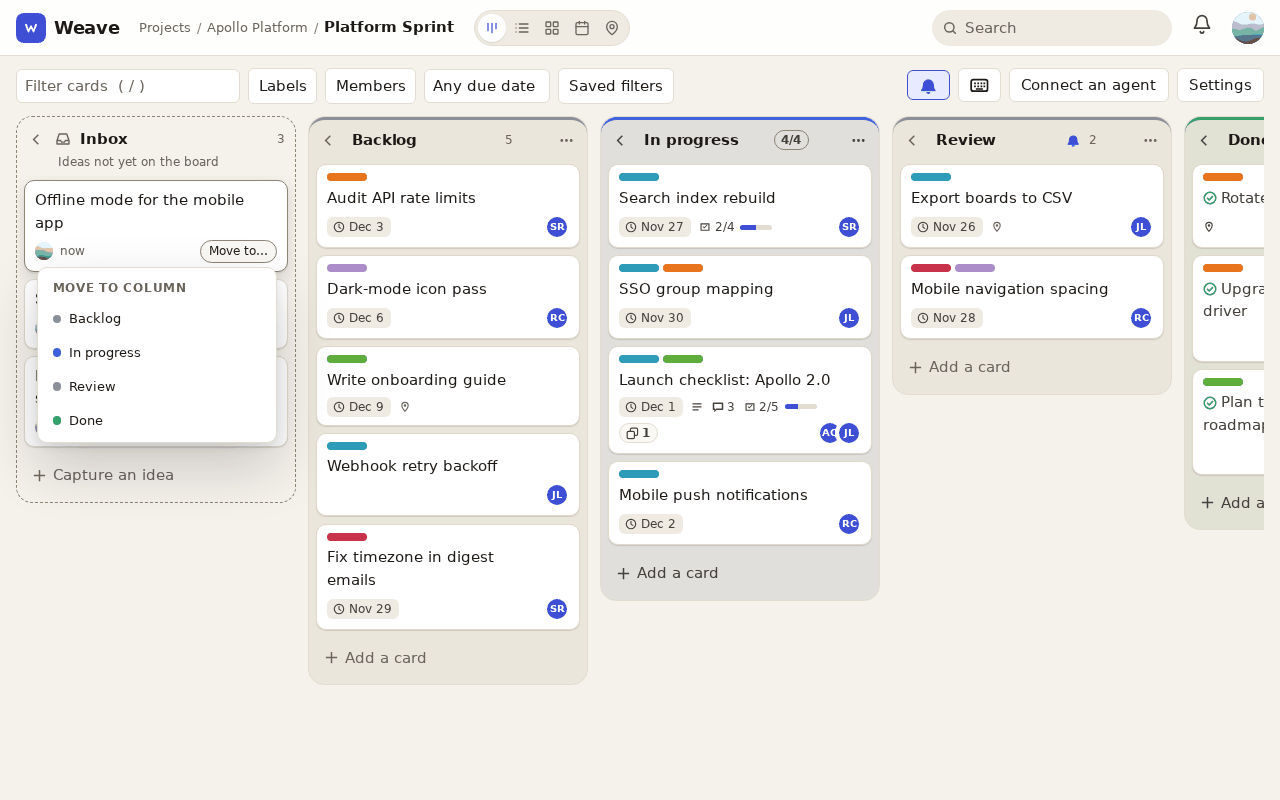 Weave
Projects / Apollo Platform / Platform Sprint
Search
Filter cards ( / )
Labels
Members
Any due date
Saved filters
Connect an agent
Settings
Inbox
3
Ideas not yet on the board
Offline mode for the mobile
app
now
Move to...
MOVE TO COLUMN
Backlog
In progress
Review
Done
Capture an idea
Backlog
5
Audit API rate limits
Dec 3
SR
Dark-mode icon pass
Dec 6
RC
Write onboarding guide
Dec 9
Webhook retry backoff
JL
Fix timezone in digest
emails
Nov 29
SR
Add a card
In progress
4/4
Search index rebuild
Nov 27
2/4
SR
SSO group mapping
Nov 30
JL
Launch checklist: Apollo 2.0
Dec 1
3
2/5
1
JL
Mobile push notifications
Dec 2
RC
Add a card
Review
2
Export boards to CSV
Nov 26
JL
Mobile navigation spacing
Nov 28
RC
Add a card
Done
Rotate
Upgra
driver
Plan t
roadmap
Add a